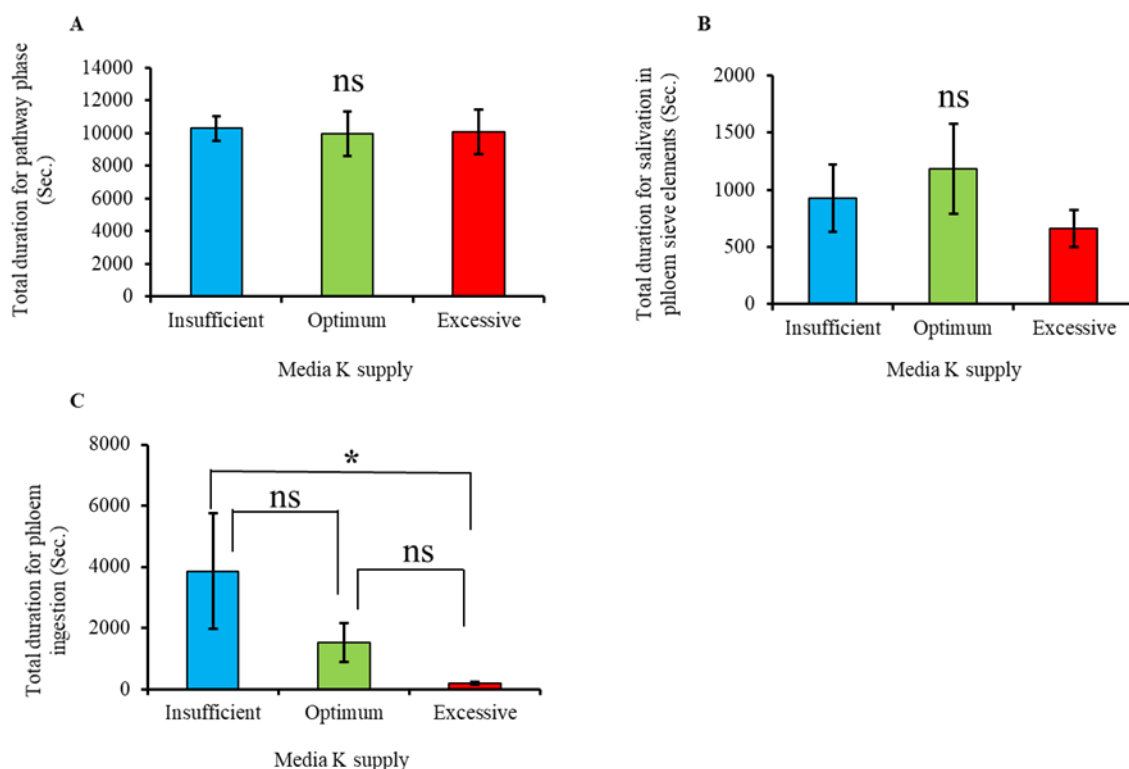 A
Total duration for pathway phase
(Sec.)
14000
12000
10000
8000
6000
4000
2000
0
ns
Insufficient
Optimum
Excessive
Media K supply
B
Total duration for salivation in
phloem sieve elements (Sec.)
2000
1500
1000
500
0
ns
Insufficient
Optimum
Excessive
Media K supply
C
Total duration for phloem
ingestion (Sec.)
8000
6000
4000
2000
0
*
ns
ns
Insufficient
Optimum
Excessive
Media K supply